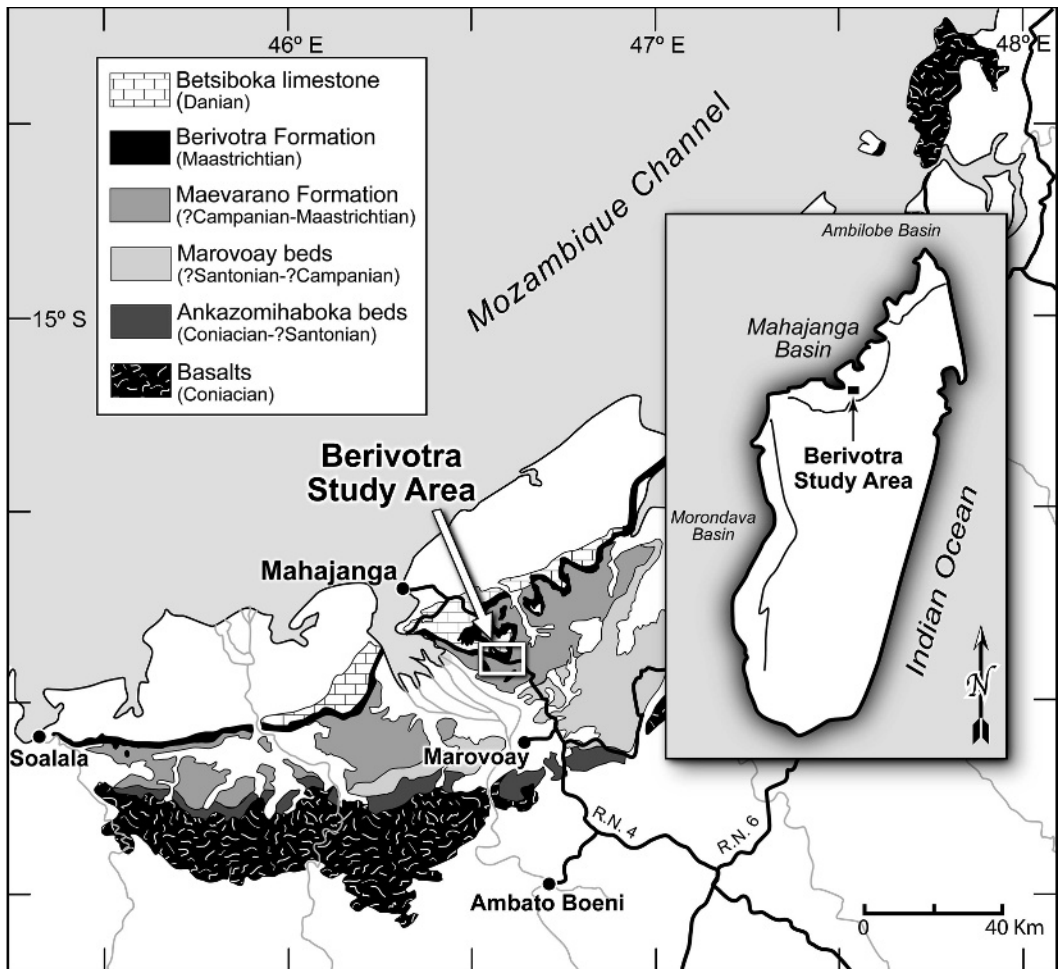 46º E
47º E
48º E
15º S
Betsiboka limestone
(Danian)
Berivotra Formation
(Maastrichtian)
Maevarano Formation
(?Campanian-Maastrichtian)
Marovoay beds
(?Santonian-?Campanian)
Ankazomihaboka beds
(Coniacian-?Santonian)
Basalts
(Coniacian)
Mozambique Channel
Ambilobe Basin
Mahajanga
Basin
Berivotra
Study Area
Morondava
Basin
Indian Ocean
N
Berivotra
Study Area
Mahajanga
Soalala
Marovoay
R.N. 4
R.N. 6
Ambato Boeni
0 40 Km